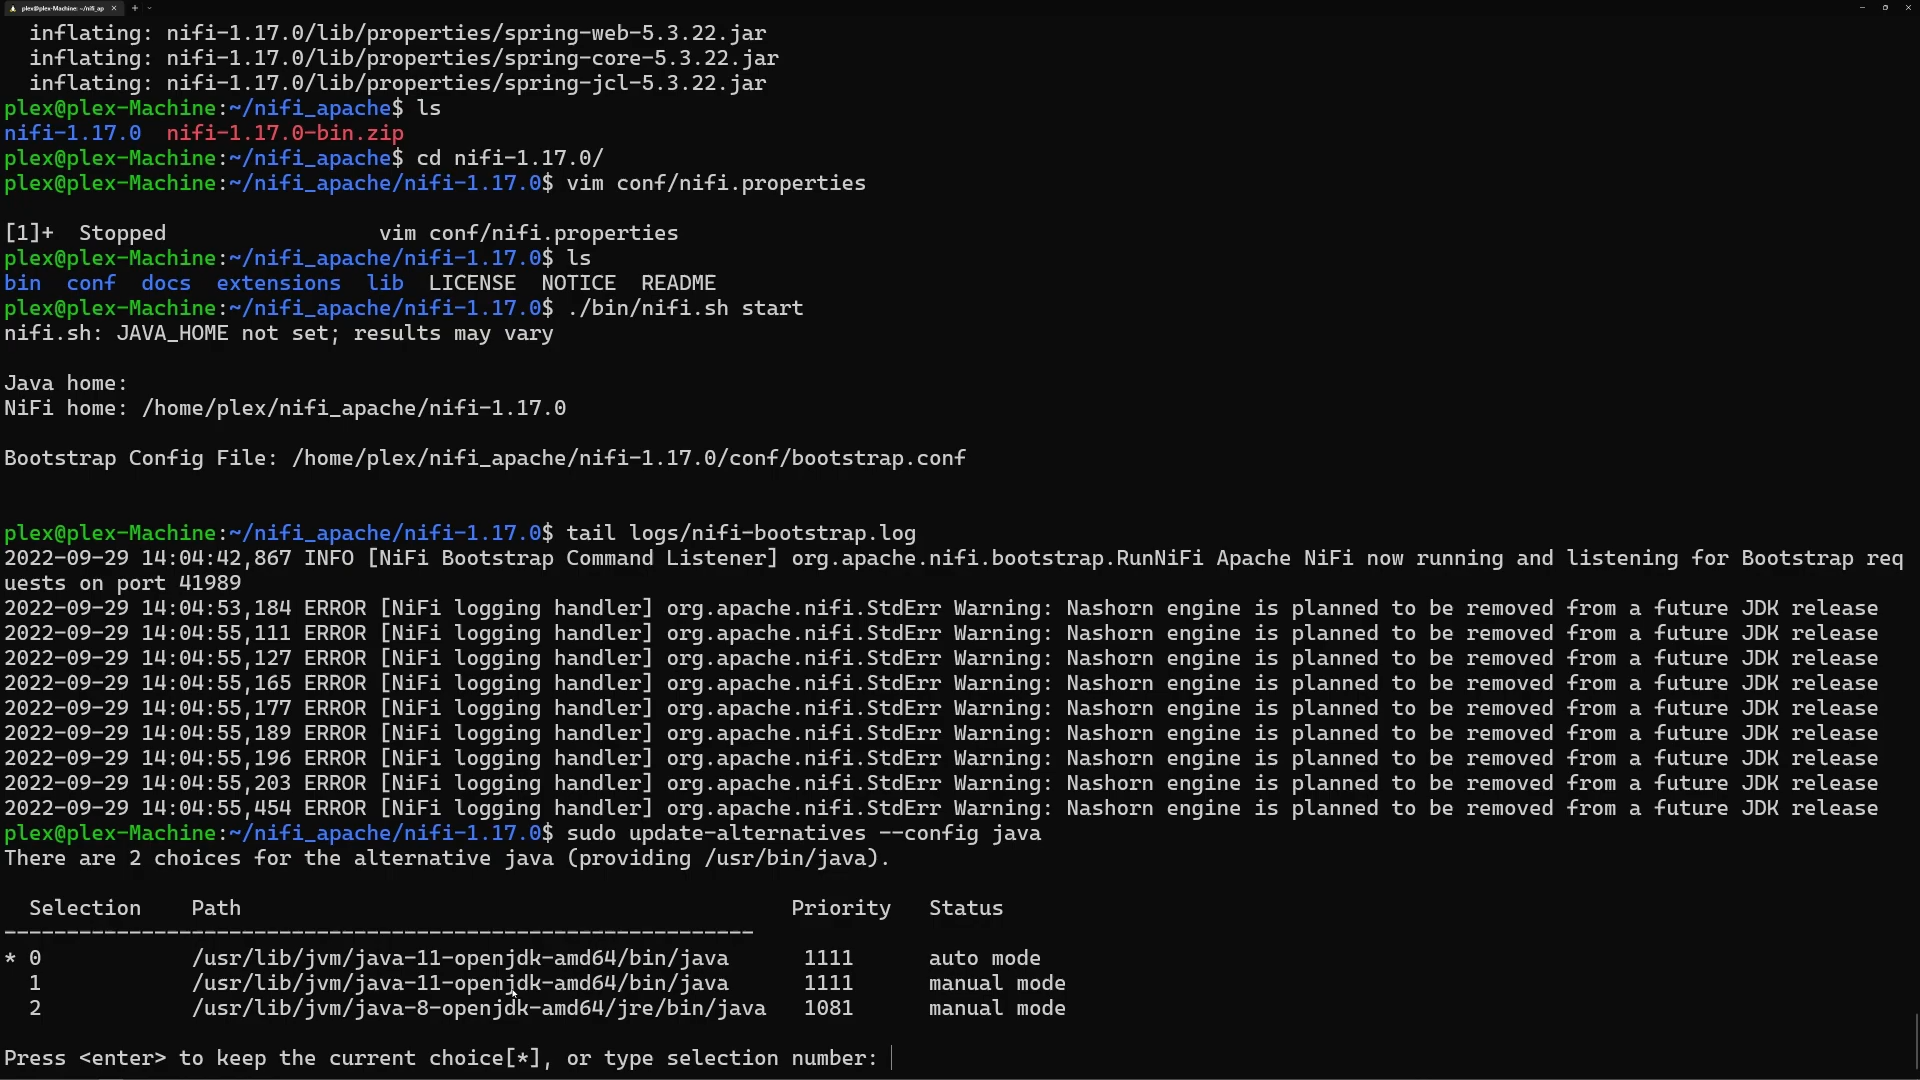 plex@plex-Machine: ~/nifi_ap
inflating: nifi-1.17.0/lib/properties/spring-web-5.3.22.jar
inflating: nifi-1.17.0/lib/properties/spring-core-5.3.22.jar
inflating: nifi-1.17.0/lib/properties/spring-jcl-5.3.22.jar
plex@plex-Machine:~/nifi_apache$ ls
nifi-1.17.0  nifi-1.17.0-bin.zip
plex@plex-Machine:~/nifi_apache$ cd nifi-1.17.0/
plex@plex-Machine:~/nifi_apache/nifi-1.17.0$ vim conf/nifi.properties
[1]+  Stopped                 vim conf/nifi.properties
plex@plex-Machine:~/nifi_apache/nifi-1.17.0$ ls
bin  conf  docs  extensions  lib  LICENSE  NOTICE  README
plex@plex-Machine:~/nifi_apache/nifi-1.17.0$ ./bin/nifi.sh start
nifi.sh: JAVA_HOME not set; results may vary
Java home:
NiFi home: /home/plex/nifi_apache/nifi-1.17.0
Bootstrap Config File: /home/plex/nifi_apache/nifi-1.17.0/conf/bootstrap.conf
plex@plex-Machine:~/nifi_apache/nifi-1.17.0$ tail logs/nifi-bootstrap.log
2022-09-29 14:04:42,867 INFO [NiFi Bootstrap Command Listener] org.apache.nifi.bootstrap.RunNiFi Apache NiFi now running and listening for Bootstrap req
uests on port 41989
2022-09-29 14:04:53,184 ERROR [NiFi logging handler] org.apache.nifi.StdErr Warning: Nashorn engine is planned to be removed from a future JDK release
2022-09-29 14:04:55,111 ERROR [NiFi logging handler] org.apache.nifi.StdErr Warning: Nashorn engine is planned to be removed from a future JDK release
2022-09-29 14:04:55,127 ERROR [NiFi logging handler] org.apache.nifi.StdErr Warning: Nashorn engine is planned to be removed from a future JDK release
2022-09-29 14:04:55,165 ERROR [NiFi logging handler] org.apache.nifi.StdErr Warning: Nashorn engine is planned to be removed from a future JDK release
2022-09-29 14:04:55,177 ERROR [NiFi logging handler] org.apache.nifi.StdErr Warning: Nashorn engine is planned to be removed from a future JDK release
2022-09-29 14:04:55,189 ERROR [NiFi logging handler] org.apache.nifi.StdErr Warning: Nashorn engine is planned to be removed from a future JDK release
2022-09-29 14:04:55,196 ERROR [NiFi logging handler] org.apache.nifi.StdErr Warning: Nashorn engine is planned to be removed from a future JDK release
2022-09-29 14:04:55,203 ERROR [NiFi logging handler] org.apache.nifi.StdErr Warning: Nashorn engine is planned to be removed from a future JDK release
2022-09-29 14:04:55,454 ERROR [NiFi logging handler] org.apache.nifi.StdErr Warning: Nashorn engine is planned to be removed from a future JDK release
plex@plex-Machine:~/nifi_apache/nifi-1.17.0$ sudo update-alternatives --config java
There are 2 choices for the alternative java (providing /usr/bin/java).
  Selection    Path                                            Priority   Status
------------------------------------------------------------
* 0            /usr/lib/jvm/java-11-openjdk-amd64/bin/java      1111      auto mode
  1            /usr/lib/jvm/java-11-openjdk-amd64/bin/java      1111      manual mode
  2            /usr/lib/jvm/java-8-openjdk-amd64/jre/bin/java   1081      manual mode
Press <enter> to keep the current choice[*], or type selection number: